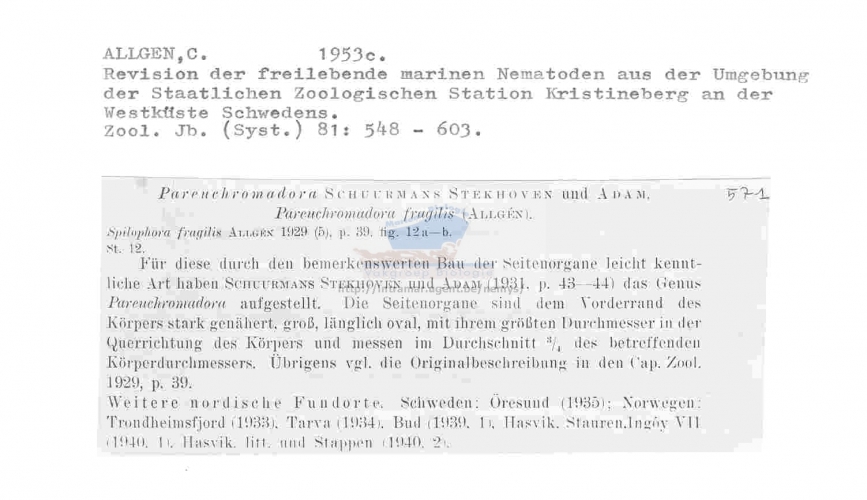 ALLGEN,C. 1953c.
Revision der freilebende marinen Nematoden aus der Umgebung
der Staatlichen Zoologischen Station Kristineberg an der
Westküste Schwedens.
Zool. Jb. (Syst.) 81: 548 - 603.
Pareuchromadora SCHUURMANS STEKHOVEN und ADAM. 571
Pareuchromadora fragilis (ALLGÉN).
Spilophora fragilis ALLGÉN 1929 (5), p. 39, fig. 12a—b.
St. 12.
Für diese durch den bemerkenswerten Bau der Seitenorgane leicht kennt-
liche Art haben SCHUURMANS STEKHOVEN und ADAM (1931, p. 43—44) das Genus
Pareuchromadora aufgestellt. Die Seitenorgane sind dem Vorderrand des
Körpers stark genähert, groß, länglich oval, mit ihrem größten Durchmesser in der
Querrichtung des Körpers und messen im Durchschnitt ³/₄ des betreffenden
Körperdurchmessers. Übrigens vgl. die Originalbeschreibung in den Cap. Zool.
1929, p. 39.
Weitere nordische Fundorte. Schweden: Öresund (1935); Norwegen:
Trondheimsfjord (1933), Tarva (1934), Bud (1939, 1), Hasvik, Stauren,Ingöy VII
(1940, 1), Hasvik, litt. und Stappen (1940, 2).